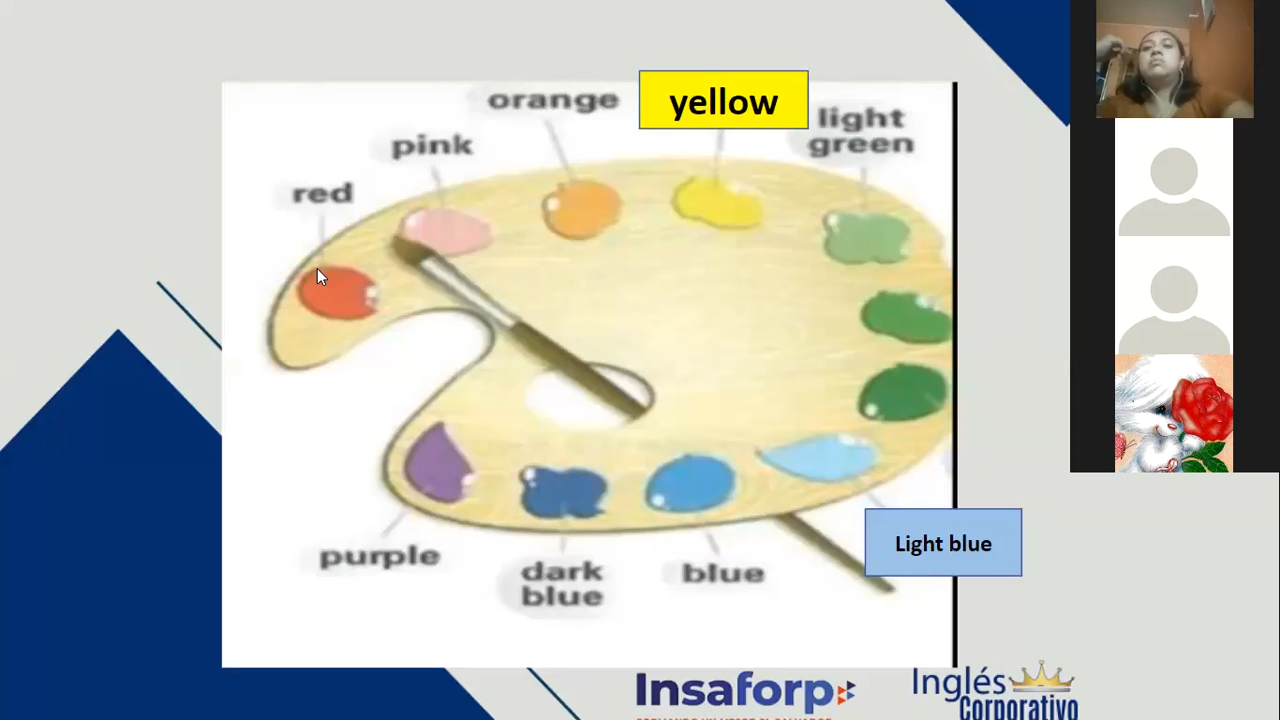 orange
yellow
light
green
pink
red
purple
dark
blue
blue
Light blue
Insaforp
Inglés
Corporativo